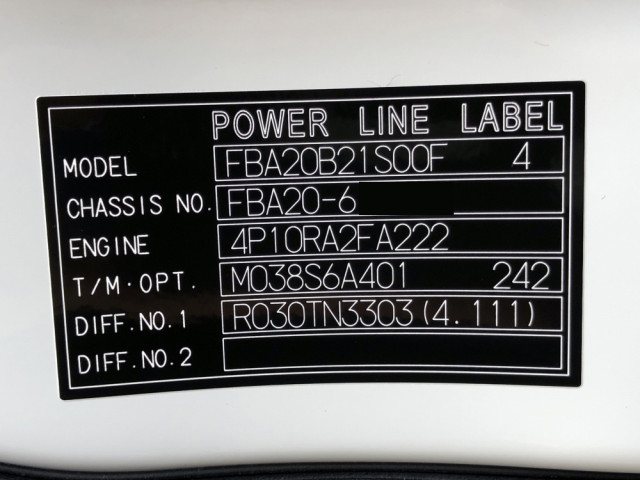 POWER LINE LABEL
MODEL FBA20B21S00F 4
CHASSIS NO. FBA20-6
ENGINE 4P10RA2FA222
T/M·OPT. M038S6A401 242
DIFF.NO.1 R030TN3303(4.111)
DIFF.NO.2